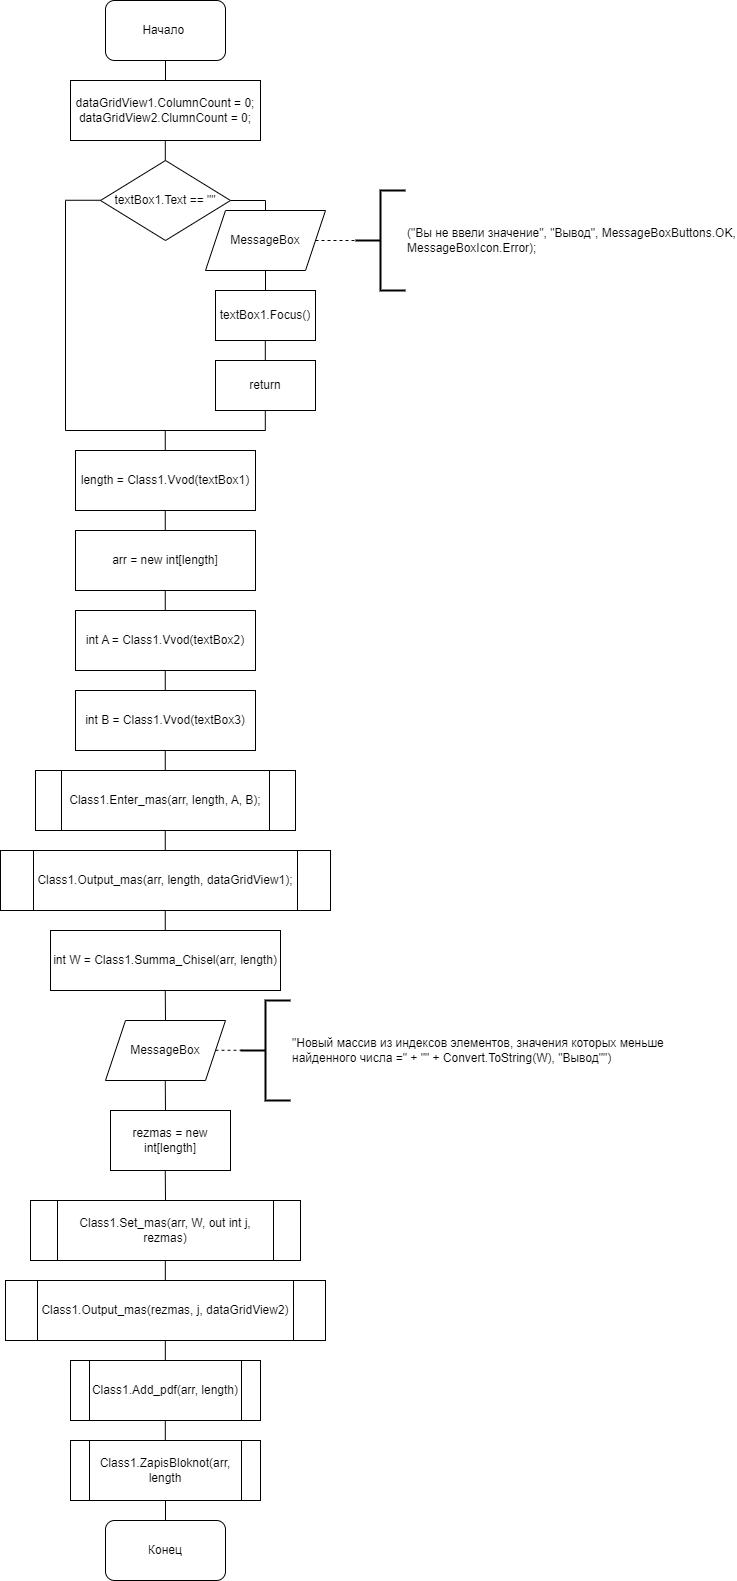 Начало
dataGridView1.ColumnCount = 0;
dataGridView2.ClumnCount = 0;
textBox1.Text == ""
MessageBox
("Вы не ввели значение", "Вывод", MessageBoxButtons.OK,
MessageBoxIcon.Error);
textBox1.Focus()
return
length = Class1.Vvod(textBox1)
arr = new int[length]
int A = Class1.Vvod(textBox2)
int B = Class1.Vvod(textBox3)
Class1.Enter_mas(arr, length, A, B);
Class1.Output_mas(arr, length, dataGridView1);
int W = Class1.Summa_Chisel(arr, length)
MessageBox
"Новый массив из индексов элементов, значения которых меньше
найденного числа =" + "" + Convert.ToString(W), "Вывод"")
rezmas = new
int[length]
Class1.Set_mas(arr, W, out int j,
rezmas)
Class1.Output_mas(rezmas, j, dataGridView2)
Class1.Add_pdf(arr, length)
Class1.ZapisBloknot(arr,
length
Конец